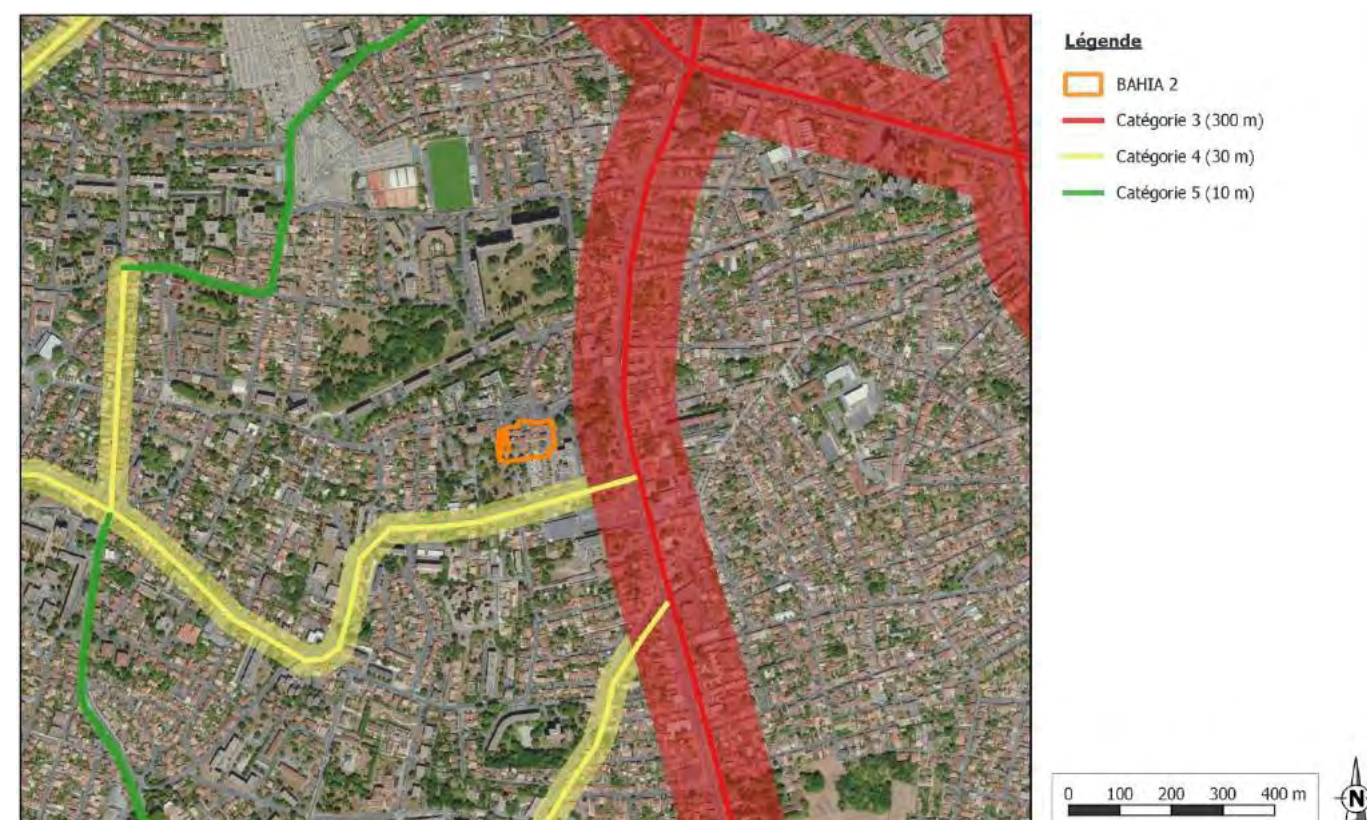 Légende
BAHIA 2
Catégorie 3 (300 m)
Catégorie 4 (30 m)
Catégorie 5 (10 m)
0 100 200 300 400 m
N